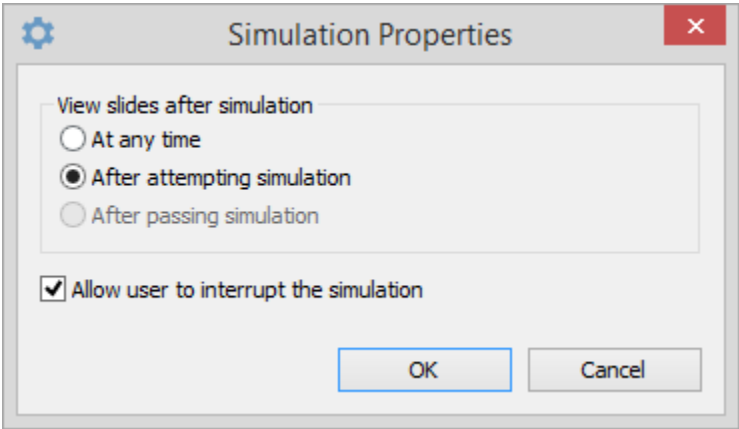 Simulation Properties
View slides after simulation
At any time
After attempting simulation
After passing simulation
Allow user to interrupt the simulation
OK
Cancel